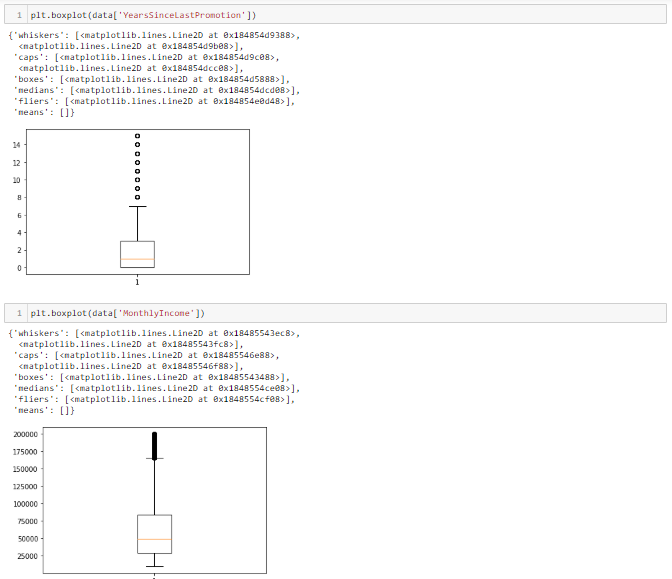 1 plt.boxplot(data['YearsSinceLastPromotion'])
{'whiskers': [<matplotlib.lines.Line2D at 0x184854d9388>,
<matplotlib.lines.Line2D at 0x184854d9b08>],
'caps': [<matplotlib.lines.Line2D at 0x184854d9c08>,
<matplotlib.lines.Line2D at 0x184854dcc08>],
'boxes': [<matplotlib.lines.Line2D at 0x184854d5888>],
'medians': [<matplotlib.lines.Line2D at 0x184854dcd08>],
'fliers': [<matplotlib.lines.Line2D at 0x184854e0d48>],
'means': []}
14
12
10
8
6
4
2
0
1
1 plt.boxplot(data['MonthlyIncome'])
{'whiskers': [<matplotlib.lines.Line2D at 0x18485543ec8>,
<matplotlib.lines.Line2D at 0x18485543fc8>],
'caps': [<matplotlib.lines.Line2D at 0x18485546e88>,
<matplotlib.lines.Line2D at 0x18485546f88>],
'boxes': [<matplotlib.lines.Line2D at 0x18485543488>],
'medians': [<matplotlib.lines.Line2D at 0x1848554ce08>],
'fliers': [<matplotlib.lines.Line2D at 0x1848554cf08>],
'means': []}
200000
175000
150000
125000
100000
75000
50000
25000